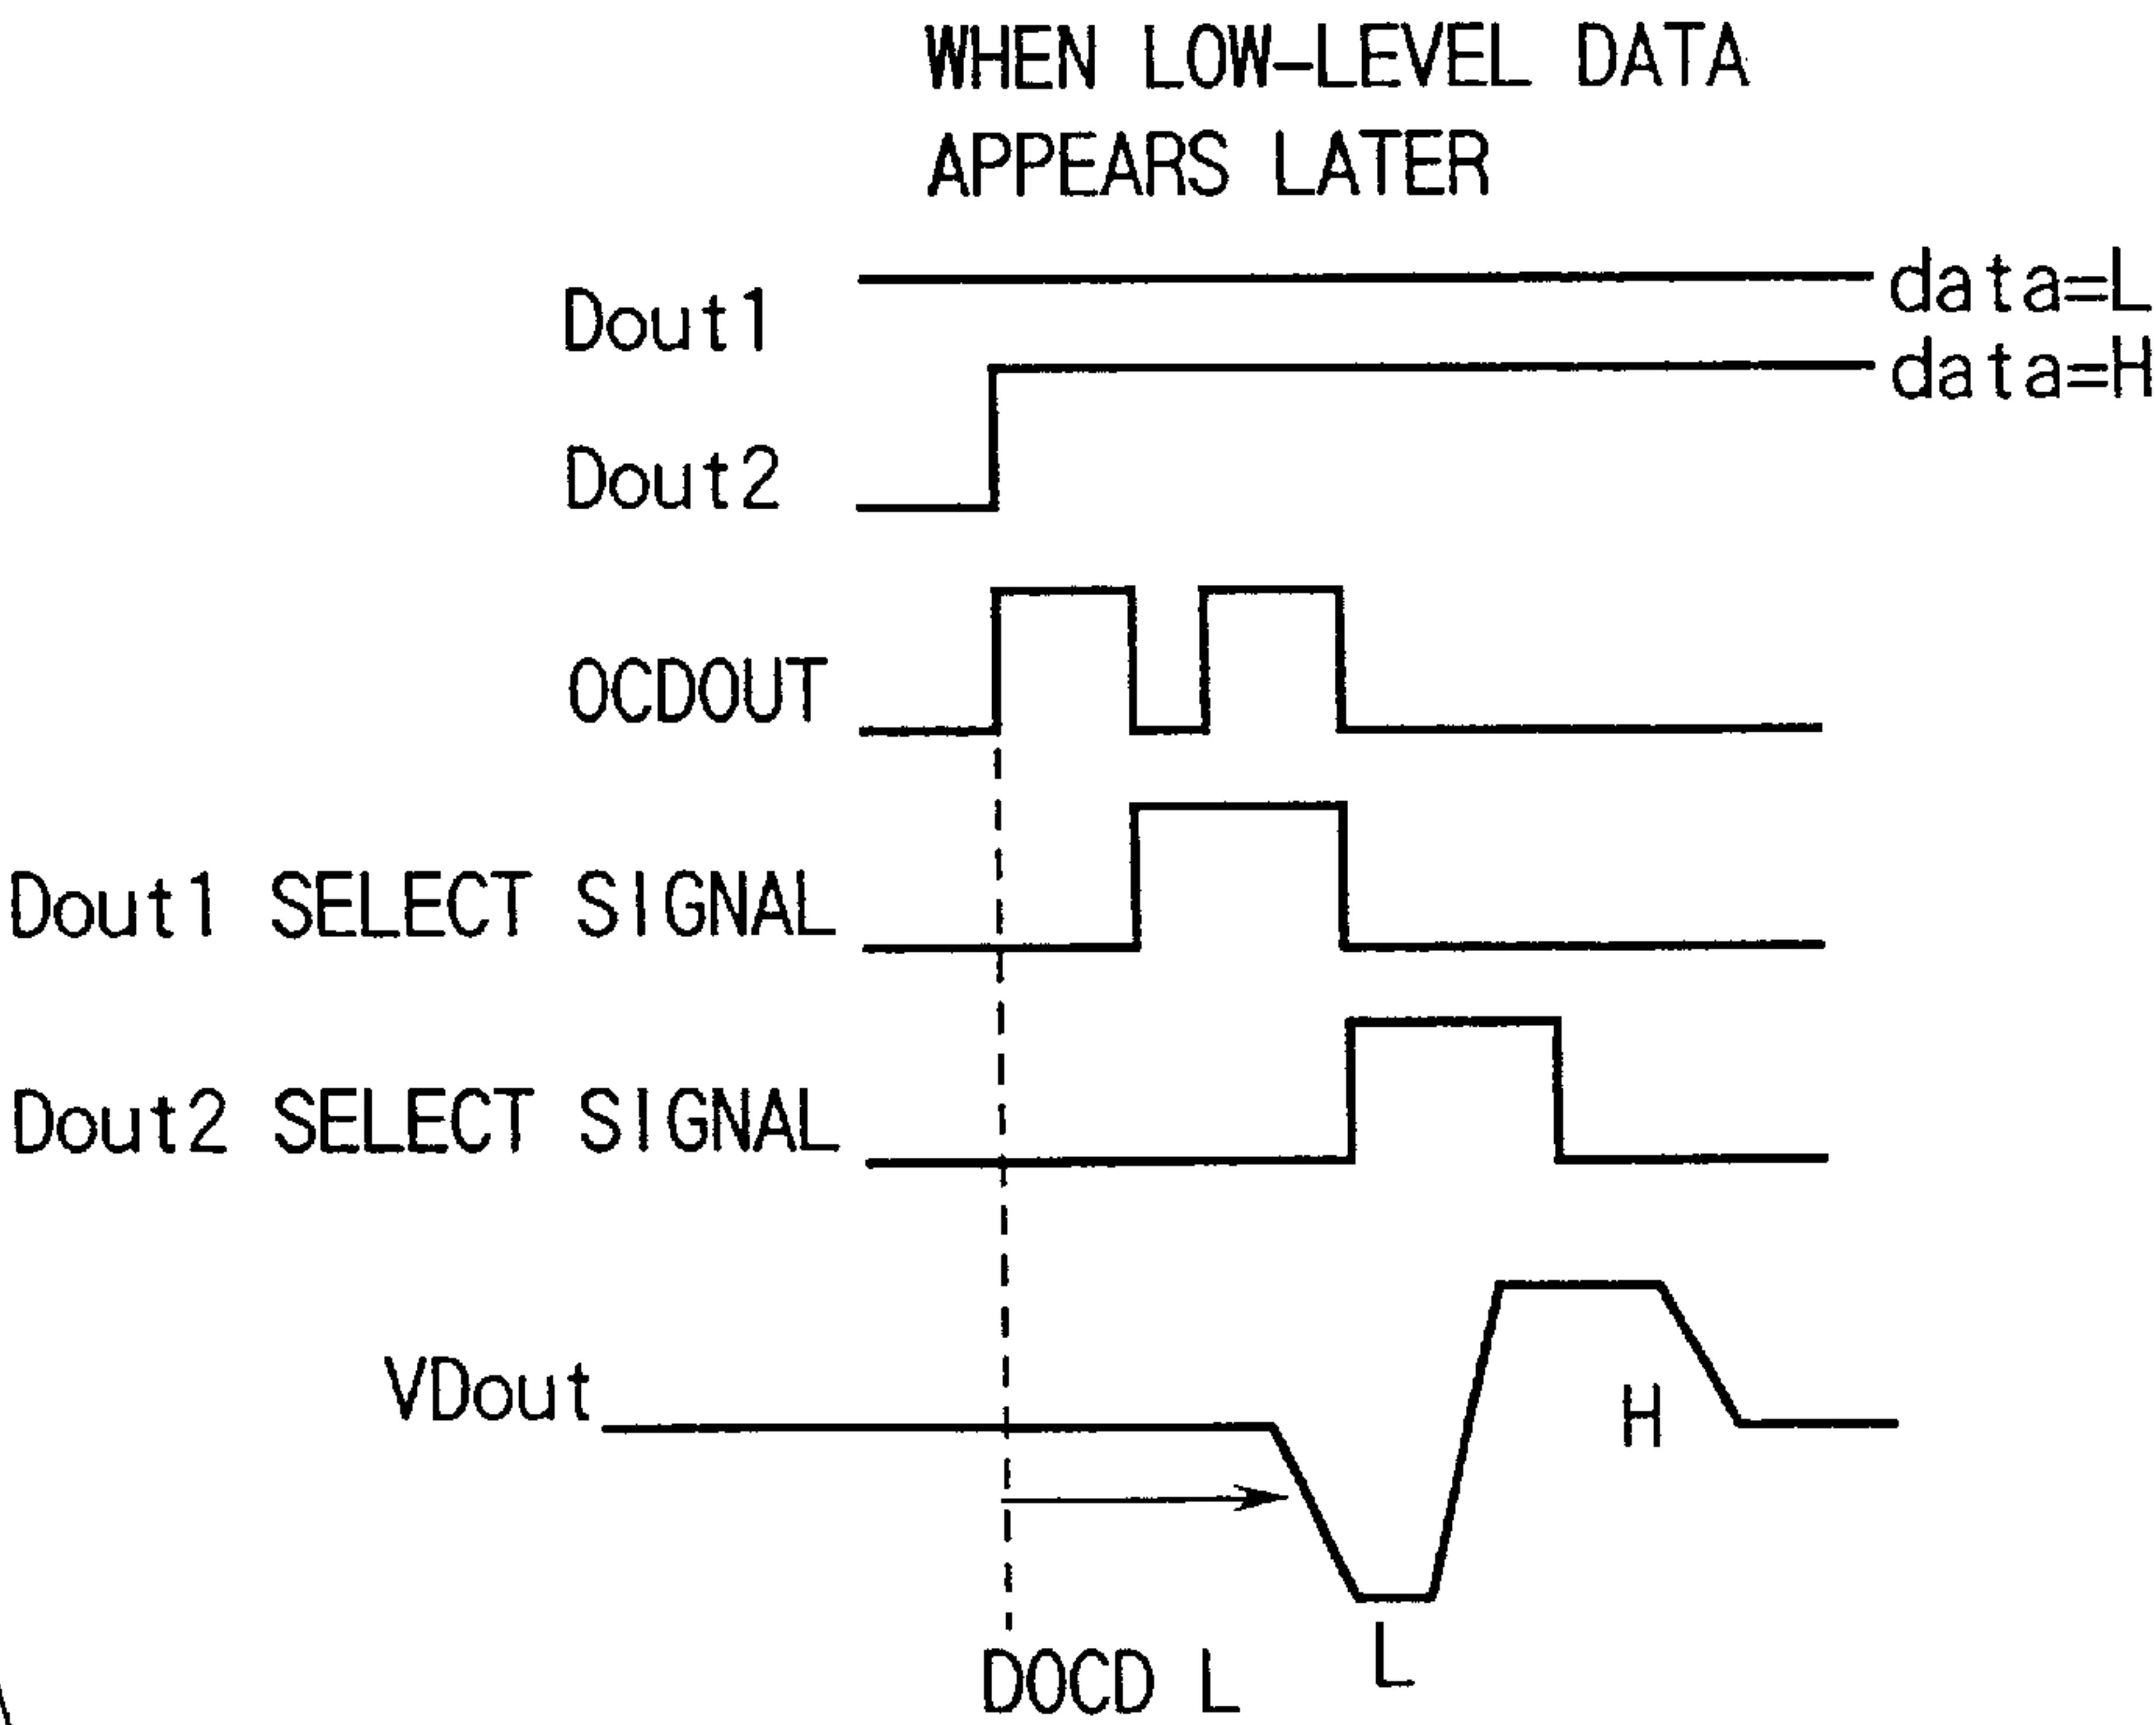 WHEN LOW-LEVEL DATA
APPEARS LATER
data=L
Dout1
data=H
Dout2
OCDOUT
Dout1 SELECT SIGNAL
Dout2 SELECT SIGNAL
VDout
H
L
DOCD L